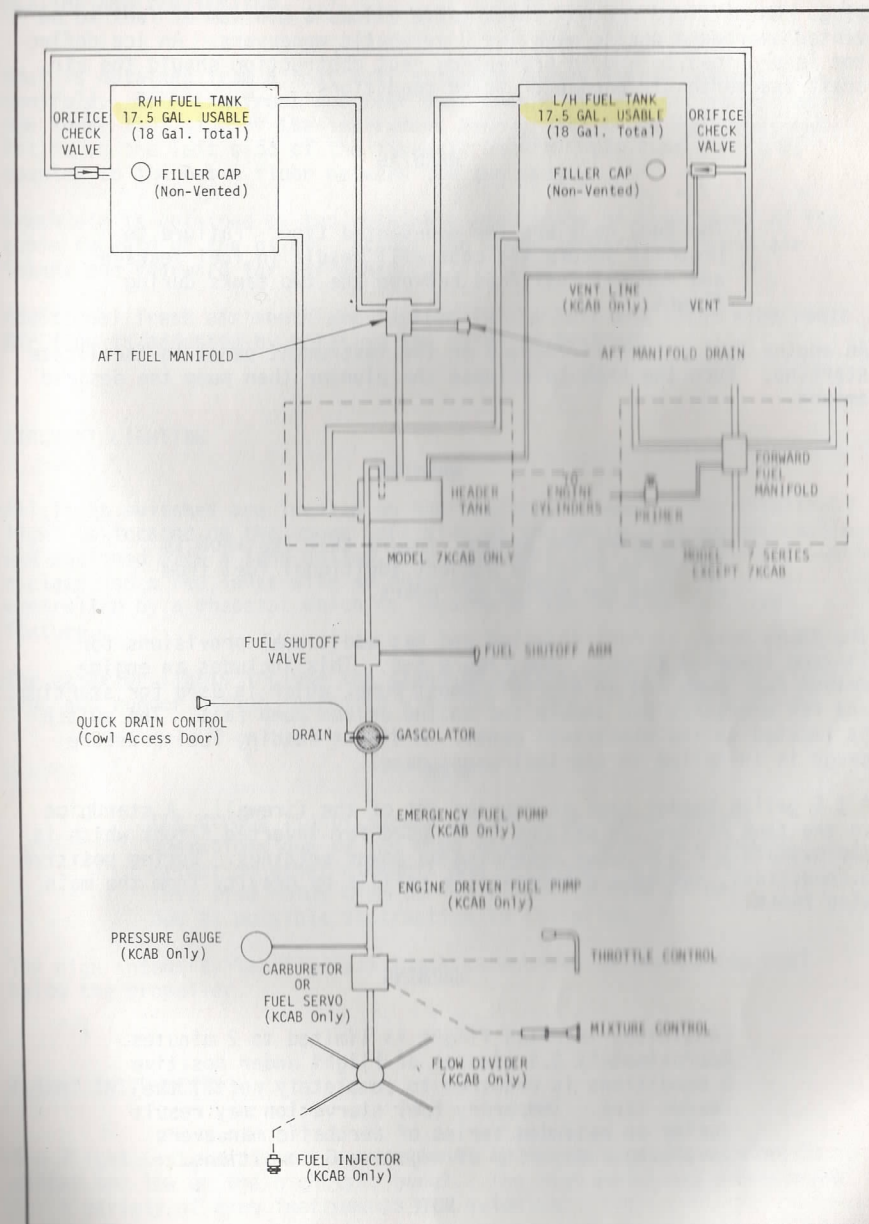 R/H FUEL TANK
17.5 GAL. USABLE
(18 Gal. Total)
FILLER CAP
(Non-Vented)
ORIFICE
CHECK
VALVE
L/H FUEL TANK
17.5 GAL. USABLE
(18 Gal. Total)
FILLER CAP
(Non-Vented)
ORIFICE
CHECK
VALVE
VENT LINE
(KCAB Only)
VENT
AFT FUEL MANIFOLD
AFT MANIFOLD DRAIN
HEADER
TANK
MODEL 7KCAB ONLY
TO
ENGINE
CYLINDERS
PRIMER
FORWARD
FUEL
MANIFOLD
MODEL 7 SERIES
EXCEPT 7KCAB
FUEL SHUTOFF
VALVE
FUEL SHUTOFF ARM
QUICK DRAIN CONTROL
(Cowl Access Door)
DRAIN
GASCOLATOR
EMERGENCY FUEL PUMP
(KCAB Only)
ENGINE DRIVEN FUEL PUMP
(KCAB Only)
PRESSURE GAUGE
(KCAB Only)
CARBURETOR
OR
FUEL SERVO
(KCAB Only)
THROTTLE CONTROL
MIXTURE CONTROL
FLOW DIVIDER
(KCAB Only)
FUEL INJECTOR
(KCAB Only)